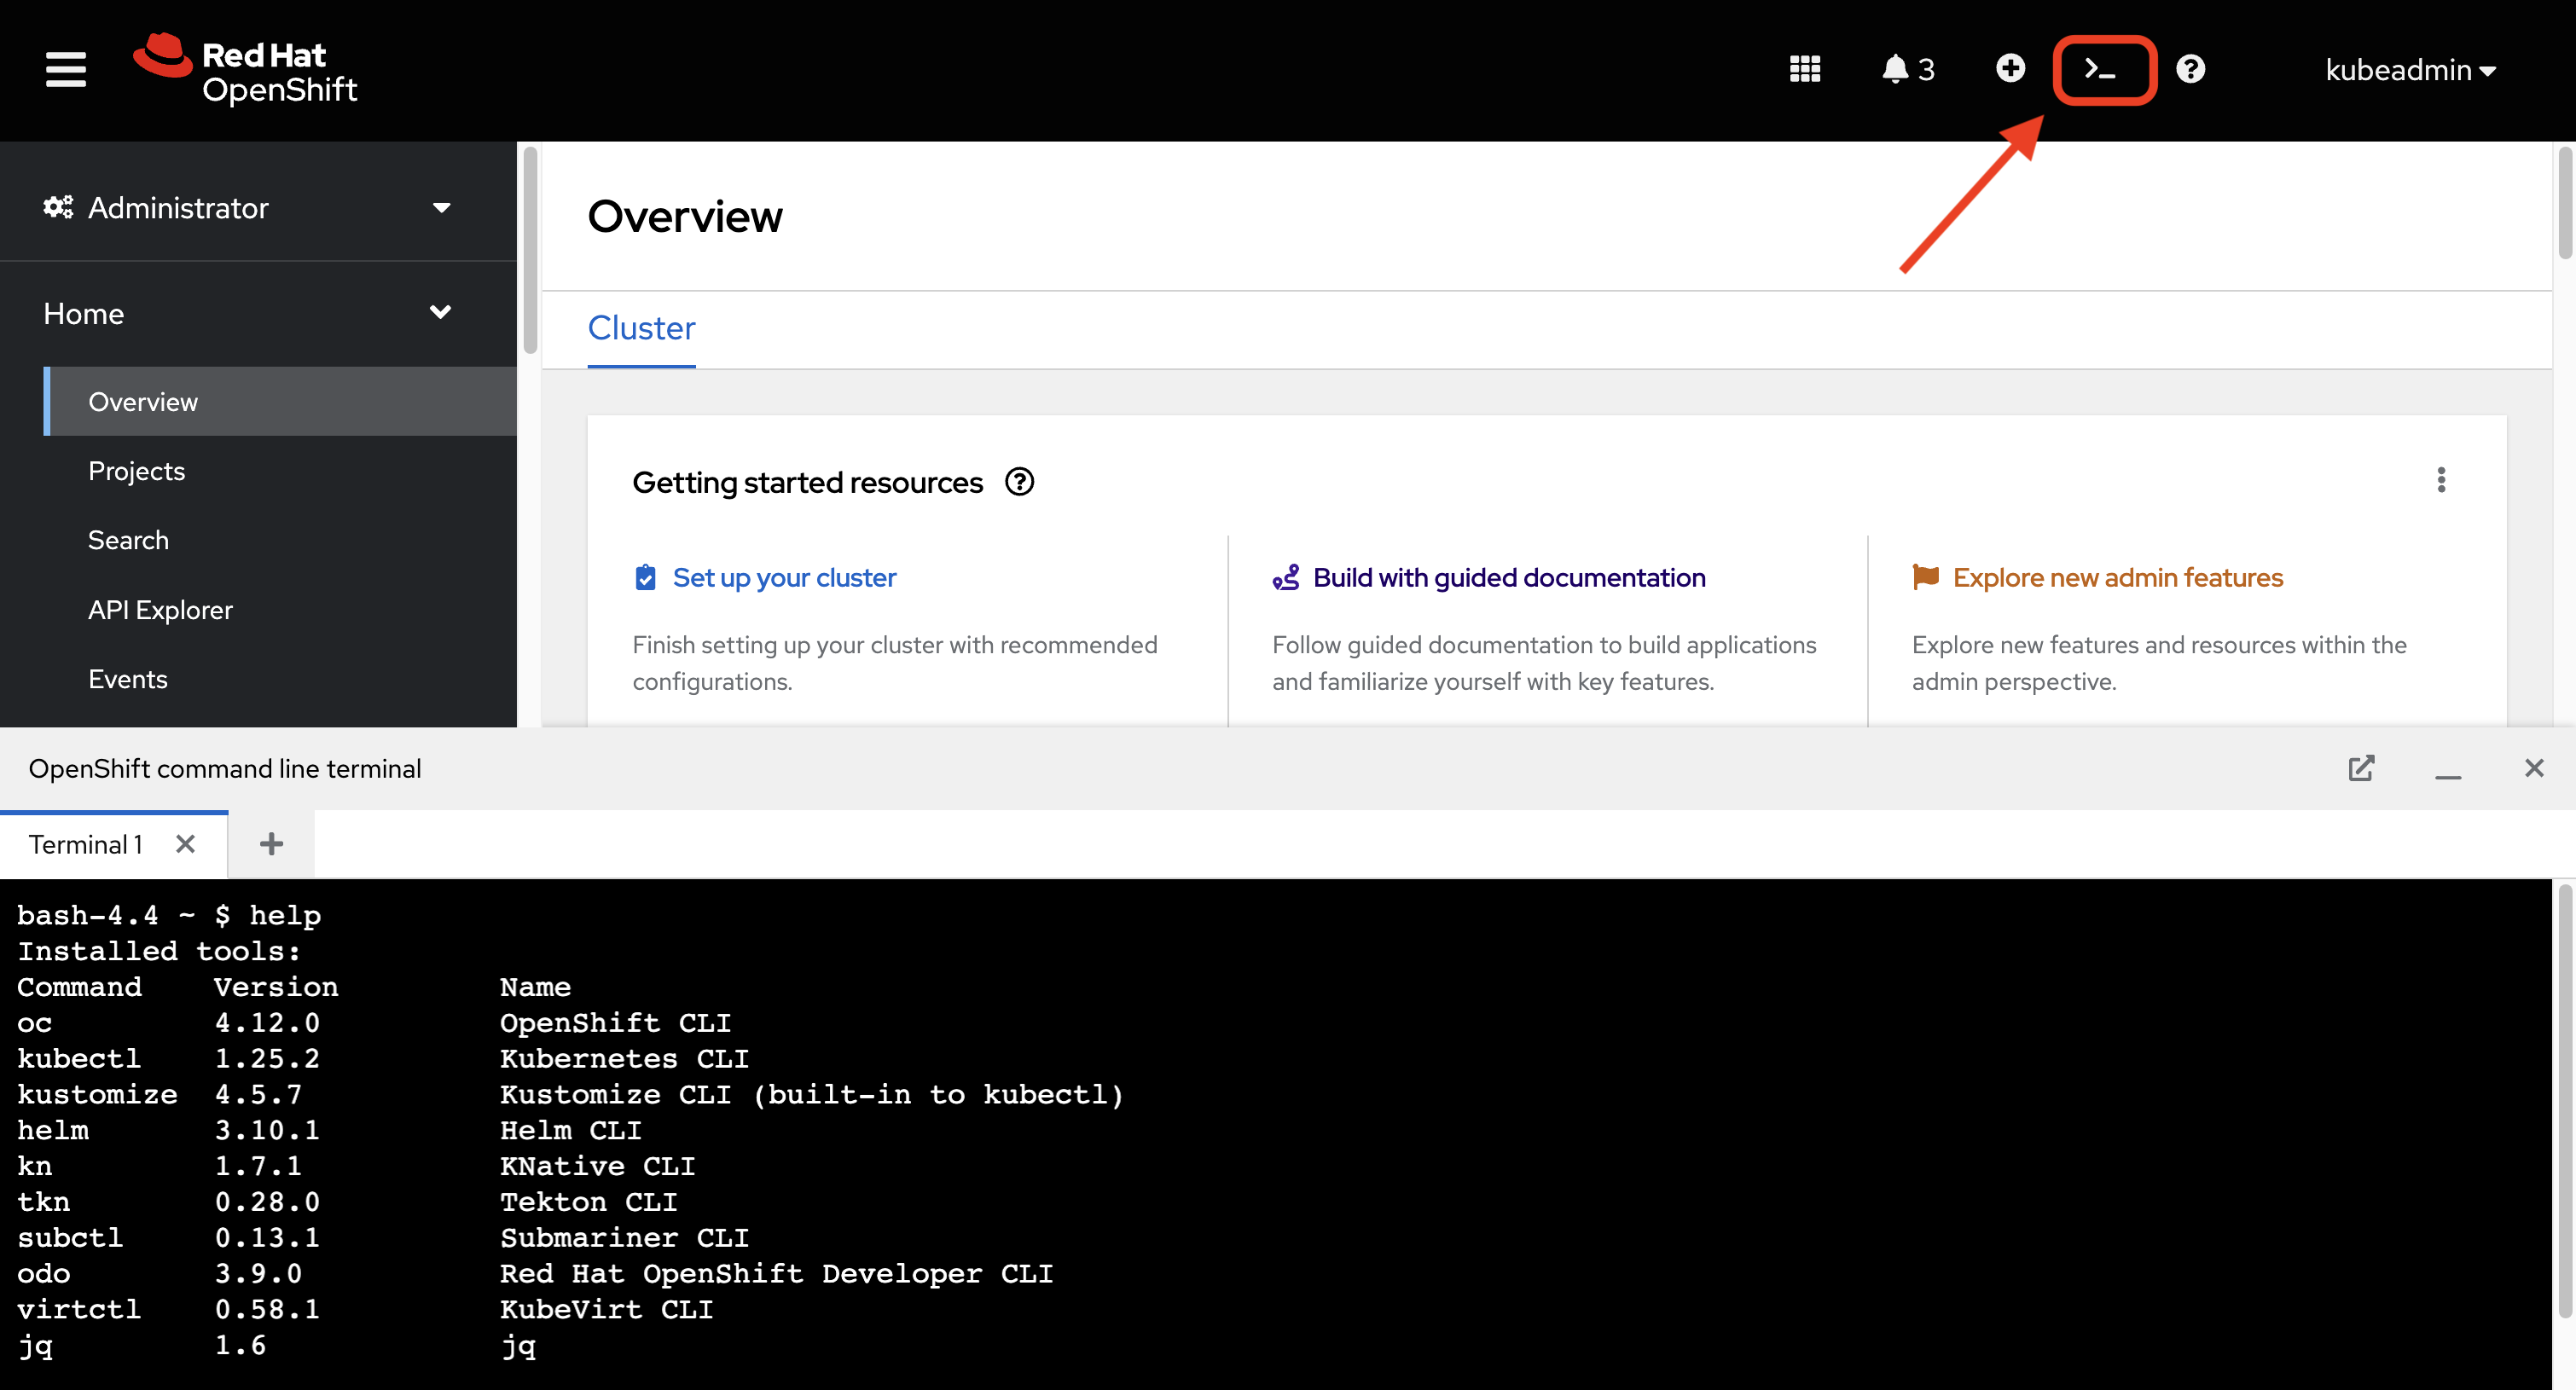 Red Hat
OpenShift
3
kubeadmin
Administrator
Home
Overview
Projects
Search
API Explorer
Events
Overview
Cluster
Getting started resources
Set up your cluster
Finish setting up your cluster with recommended
configurations.
Build with guided documentation
Follow guided documentation to build applications
and familiarize yourself with key features.
Explore new admin features
Explore new features and resources within the
admin perspective.
OpenShift command line terminal
Terminal 1
bash-4.4 ~ $ help
Installed tools:
Command Version Name
oc 4.12.0 OpenShift CLI
kubectl 1.25.2 Kubernetes CLI
kustomize 4.5.7 Kustomize CLI (built-in to kubectl)
helm 3.10.1 Helm CLI
kn 1.7.1 KNative CLI
tkn 0.28.0 Tekton CLI
subctl 0.13.1 Submariner CLI
odo 3.9.0 Red Hat OpenShift Developer CLI
virtctl 0.58.1 KubeVirt CLI
jq 1.6 jq